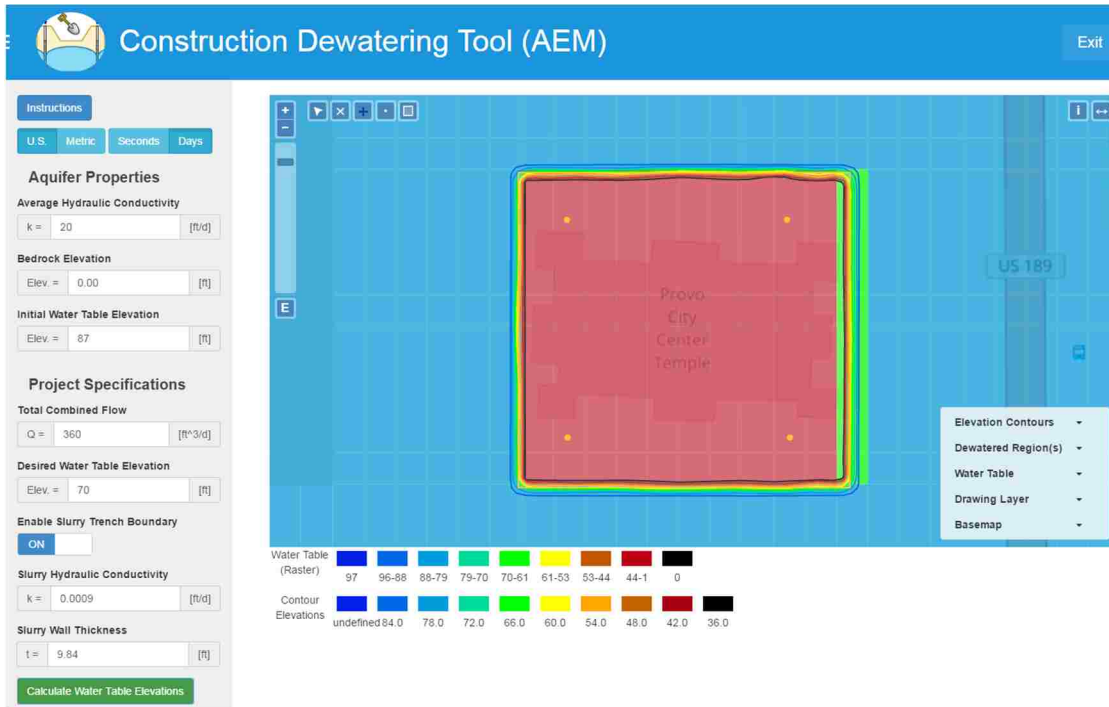 Construction Dewatering Tool (AEM)
Exit
Instructions
U.S. Metric Seconds Days
Aquifer Properties
Average Hydraulic Conductivity
k = 20 [ft/d]
Bedrock Elevation
Elev. = 0.00 [ft]
Initial Water Table Elevation
Elev. = 87 [ft]
Project Specifications
Total Combined Flow
Q = 360 [ft^3/d]
Desired Water Table Elevation
Elev. = 70 [ft]
Enable Slurry Trench Boundary
ON
Slurry Hydraulic Conductivity
k = 0.0009 [ft/d]
Slurry Wall Thickness
t = 9.84 [ft]
Calculate Water Table Elevations
+
-
E
i
Provo
City
Center
Temple
US 189
Elevation Contours
Dewatered Region(s)
Water Table
Drawing Layer
Basemap
Water Table
(Raster)
97 96-88 88-79 79-70 70-61 61-53 53-44 44-1 0
Contour
Elevations
undefined 84.0 78.0 72.0 66.0 60.0 54.0 48.0 42.0 36.0